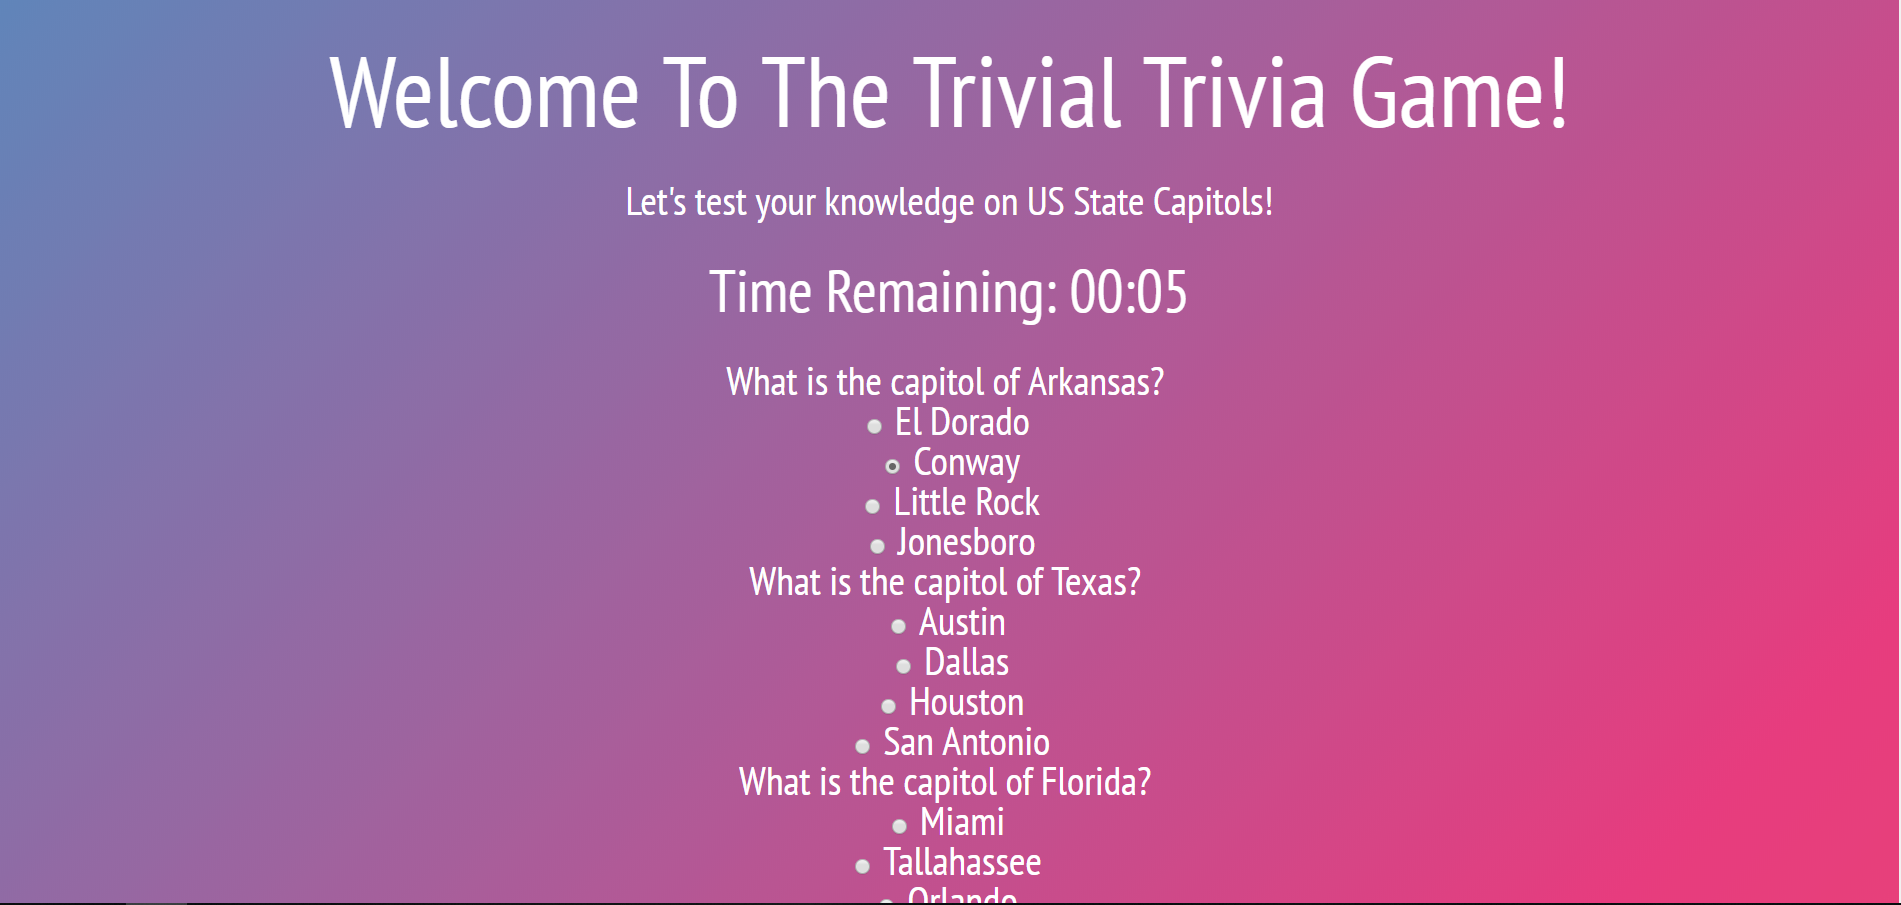 Welcome To The Trivial Trivia Game!
Let's test your knowledge on US State Capitols!
Time Remaining: 00:05
What is the capitol of Arkansas?
El Dorado
Conway
Little Rock
Jonesboro
What is the capitol of Texas?
Austin
Dallas
Houston
San Antonio
What is the capitol of Florida?
Miami
Tallahassee
Orlando